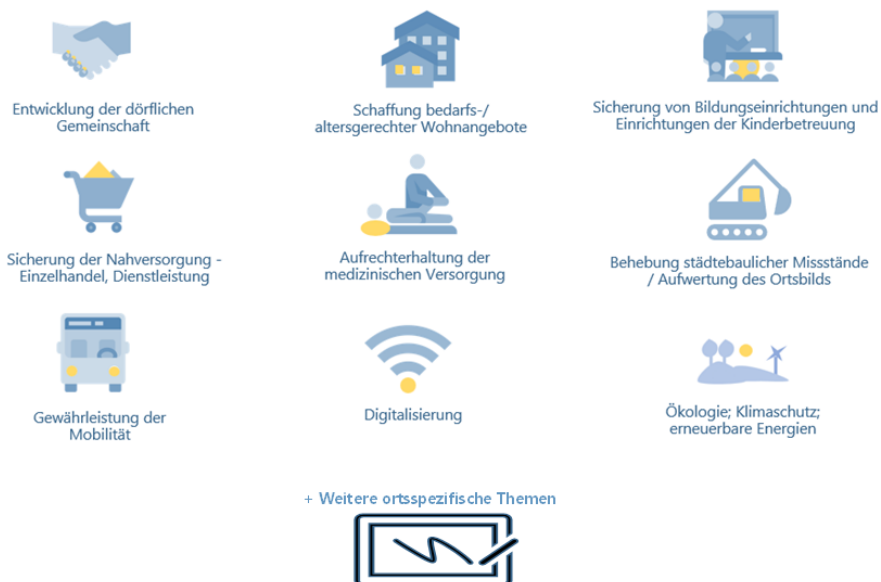 Entwicklung der dörflichen
Gemeinschaft
Schaffung bedarfs-/
altersgerechter Wohnangebote
Sicherung von Bildungseinrichtungen und
Einrichtungen der Kinderbetreuung
Sicherung der Nahversorgung -
Einzelhandel, Dienstleistung
Aufrechterhaltung der
medizinischen Versorgung
Behebung städtebaulicher Missstände
/ Aufwertung des Ortsbilds
Gewährleistung der
Mobilität
Digitalisierung
Ökologie; Klimaschutz;
erneuerbare Energien
+ Weitere ortsspezifische Themen